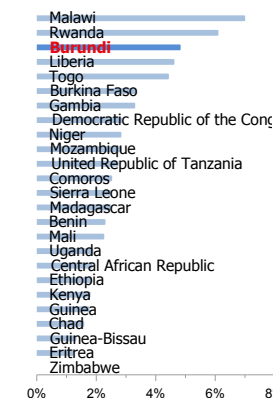 Malawi
Rwanda
Burundi
Liberia
Togo
Burkina Faso
Gambia
Democratic Republic of the Cong
Niger
Mozambique
United Republic of Tanzania
Comoros
Sierra Leone
Madagascar
Benin
Mali
Uganda
Central African Republic
Ethiopia
Kenya
Guinea
Chad
Guinea-Bissau
Eritrea
Zimbabwe
0% 2% 4% 6% 8